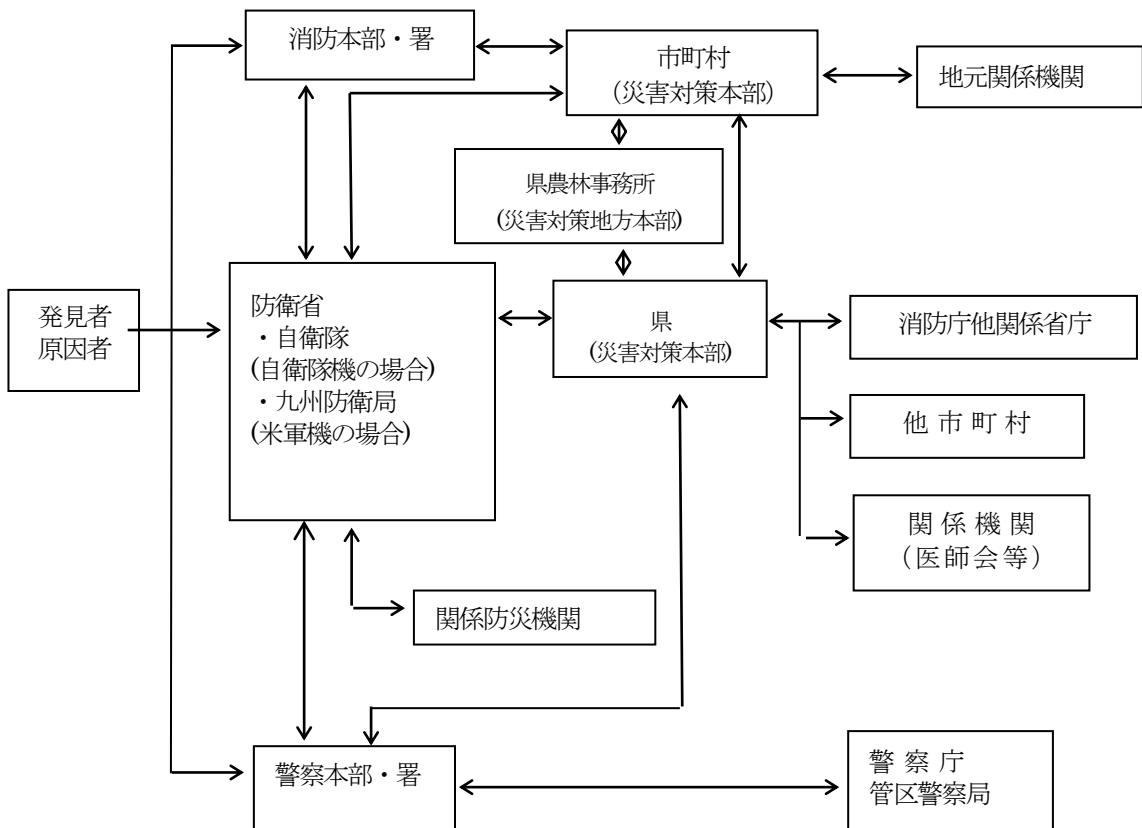 消防本部・署
市町村
(災害対策本部)
地元関係機関
県農林事務所
(災害対策地方本部)
発見者
原因者
防衛省
・自衛隊
(自衛隊機の場合)
・九州防衛局
(米軍機の場合)
県
(災害対策本部)
消防庁他関係省庁
他市町村
関係機関
(医師会等)
関係防災機関
警察本部・署
警察庁
管区警察局